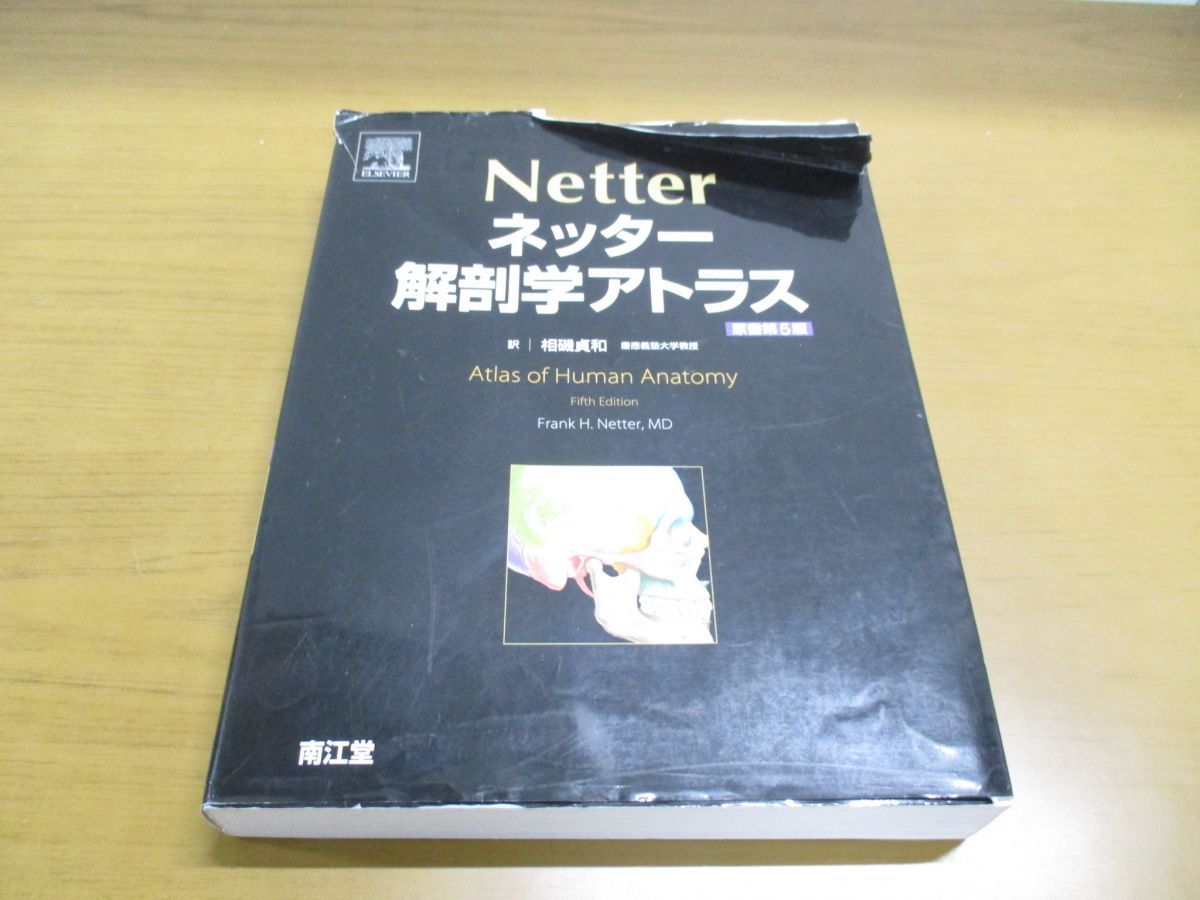 ELSEVIER
Netter
ネッター
解剖学アトラス
原書第5版
訳｜相磯貞和 慶應義塾大学教授
Atlas of Human Anatomy
Fifth Edition
Frank H. Netter, MD
南江堂